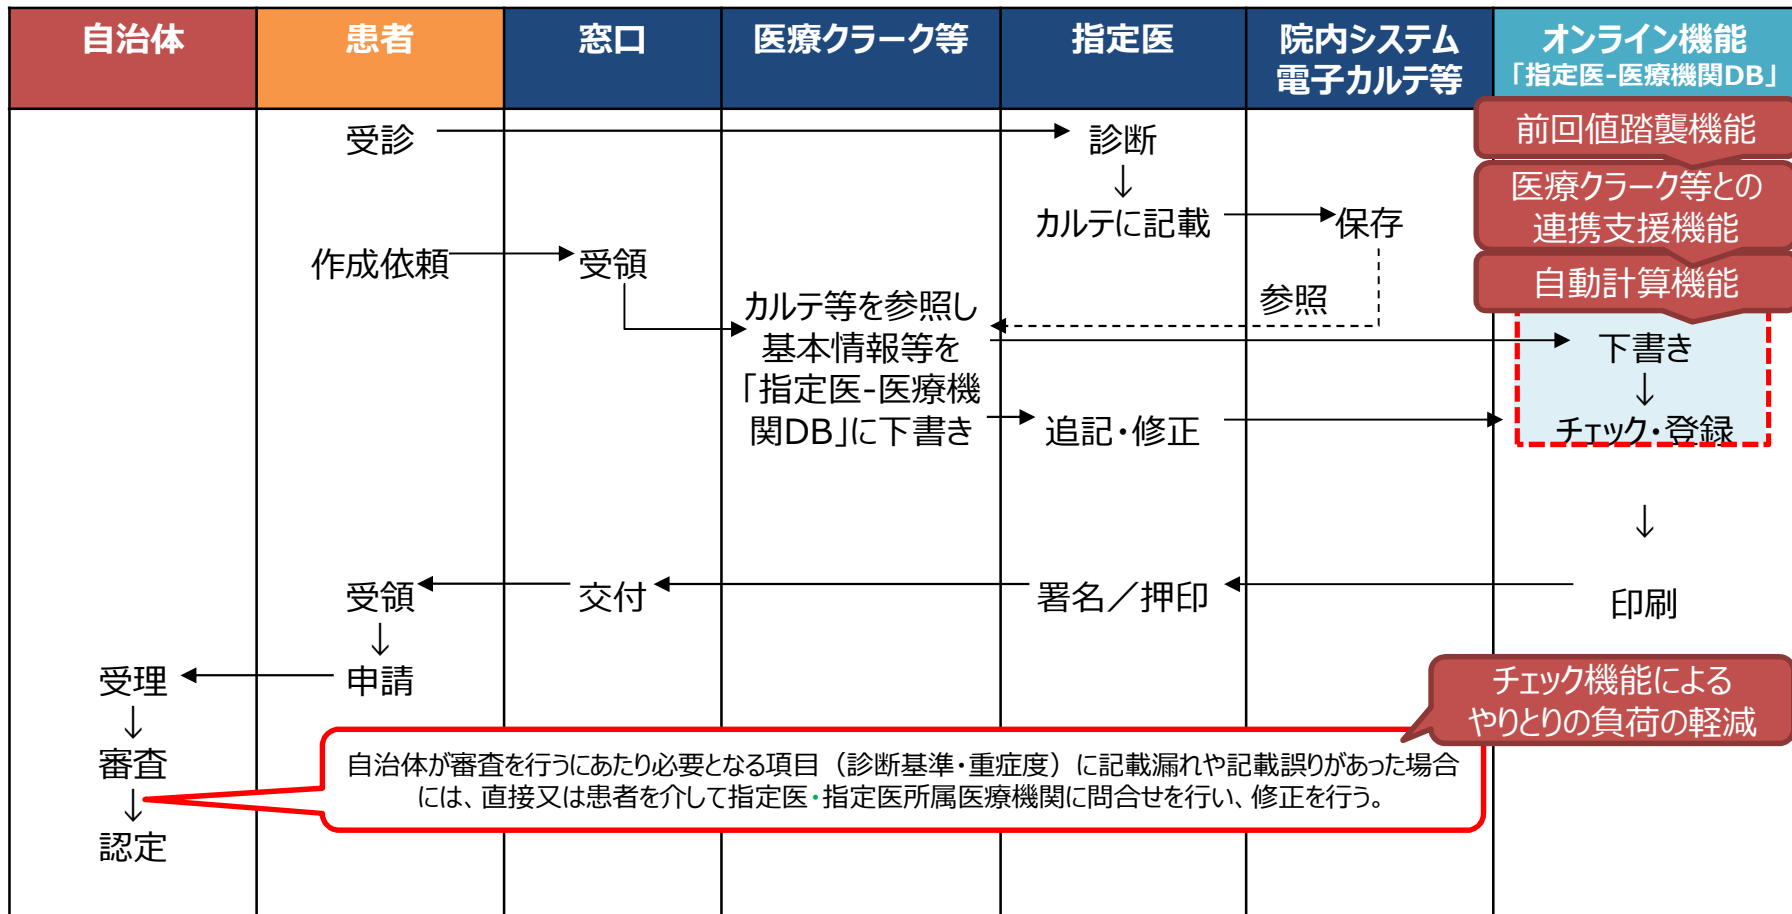 自治体
患者
窓口
医療クラーク等
指定医
院内システム
電子カルテ等
オンライン機能
「指定医-医療機関DB」
前回値踏襲機能
医療クラーク等との
連携支援機能
自動計算機能
受診
診断
↓
カルテに記載
保存
作成依頼
受領
参照
カルテ等を参照し
基本情報等を
「指定医-医療機
関DB」に下書き
下書き
↓
追記・修正
チェック・登録
↓
受領
交付
署名／押印
印刷
↓
受理
申請
チェック機能による
やりとりの負荷の軽減
↓
審査
↓
認定
自治体が審査を行うにあたり必要となる項目（診断基準・重症度）に記載漏れや記載誤りがあった場合
には、直接又は患者を介して指定医・指定医所属医療機関に問合せを行い、修正を行う。